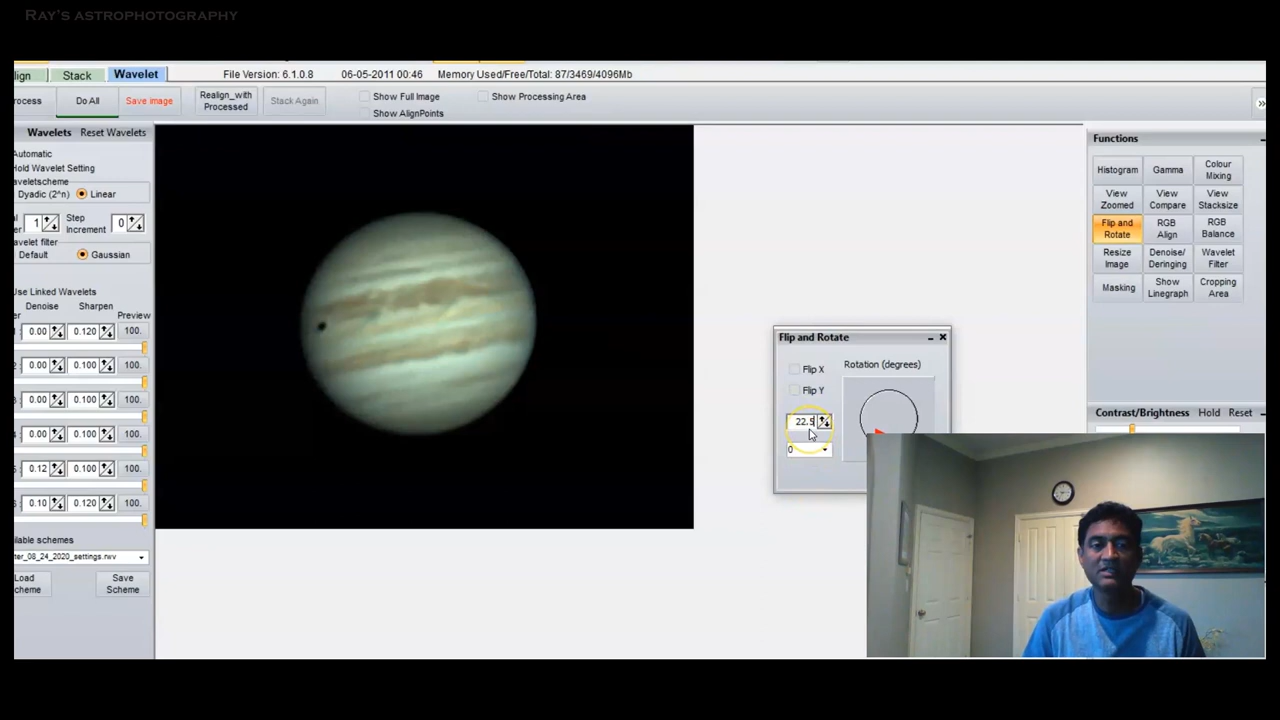 Ray's astrophotography
lign Stack Wavelet File Version: 6.1.0.8 06-05-2011 00:46 Memory Used/Free/Total: 87/3469/4096Mb
rocess Do All Save image Realign_with Processed Stack Again Show Full Image Show Processing Area
Show AlignPoints
Wavelets Reset Wavelets
Automatic
Hold Wavelet Setting
aveletscheme
Dyadic (2^n) Linear
al er 1 Step Increment 0
avelet filter
Default Gaussian
Use Linked Wavelets
Denoise Sharpen Preview
0.00 0.120 100.
0.00 0.100 100.
0.00 0.100 100.
0.00 0.100 100.
0.12 0.100 100.
0.10 0.120 100.
ailable schemes
ter_08_24_2020_settings.rwv
Load cheme Save Scheme
Flip and Rotate
Flip X Rotation (degrees)
Flip Y
22.5
0
Functions
Histogram Gamma Colour Mixing
View Zoomed View Compare View Stacksize
Flip and Rotate RGB Align RGB Balance
Resize Image Denoise/ Deringing Wavelet Filter
Masking Show Linegraph Cropping Area
Contrast/Brightness Hold Reset